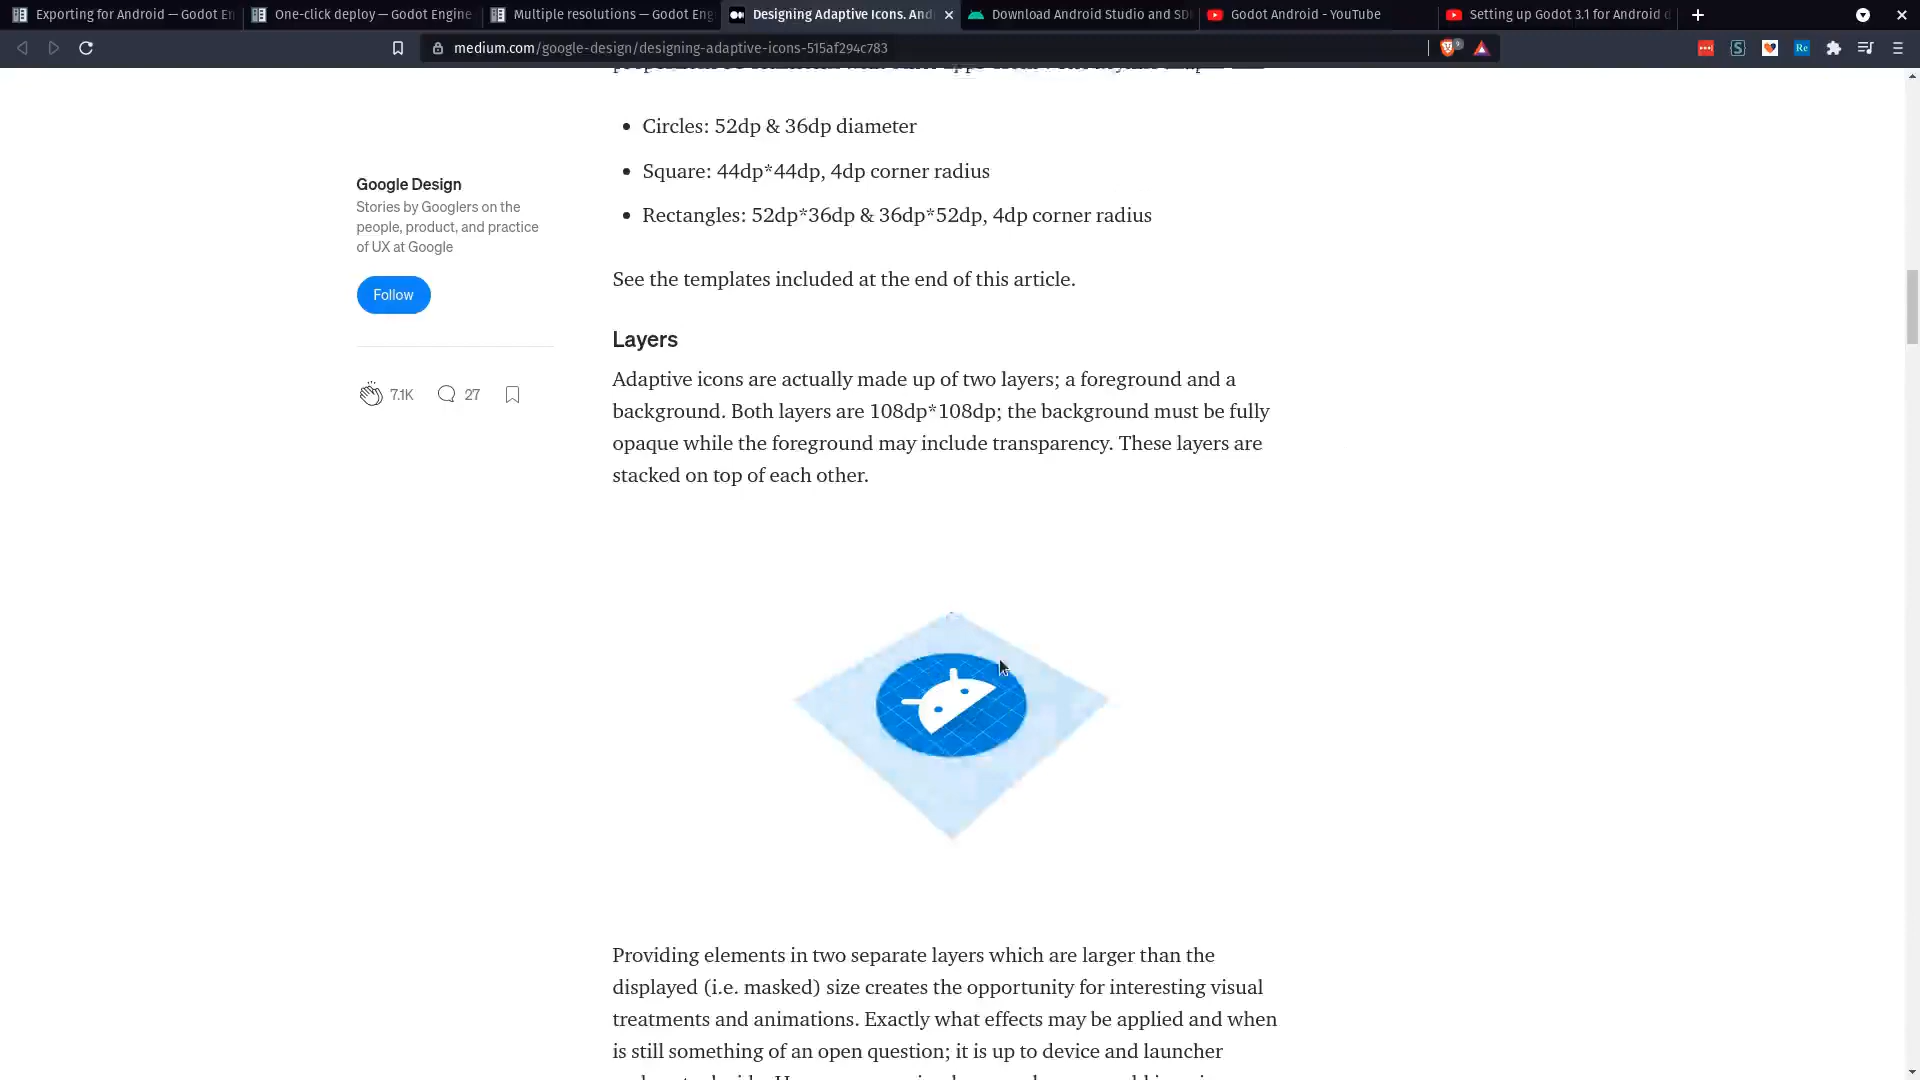 Exporting for Android — Godot En
One-click deploy — Godot Engine
Multiple resolutions — Godot Eng
Designing Adaptive Icons. And
Download Android Studio and SD
Godot Android - YouTube
Setting up Godot 3.1 for Android d
medium.com/google-design/designing-adaptive-icons-515af294c783
Circles: 52dp & 36dp diameter
Square: 44dp*44dp, 4dp corner radius
Rectangles: 52dp*36dp & 36dp*52dp, 4dp corner radius
Google Design
Stories by Googlers on the
people, product, and practice
of UX at Google
Follow
7.1K 27
See the templates included at the end of this article.
Layers
Adaptive icons are actually made up of two layers; a foreground and a
background. Both layers are 108dp*108dp; the background must be fully
opaque while the foreground may include transparency. These layers are
stacked on top of each other.
Providing elements in two separate layers which are larger than the
displayed (i.e. masked) size creates the opportunity for interesting visual
treatments and animations. Exactly what effects may be applied and when
is still something of an open question; it is up to device and launcher